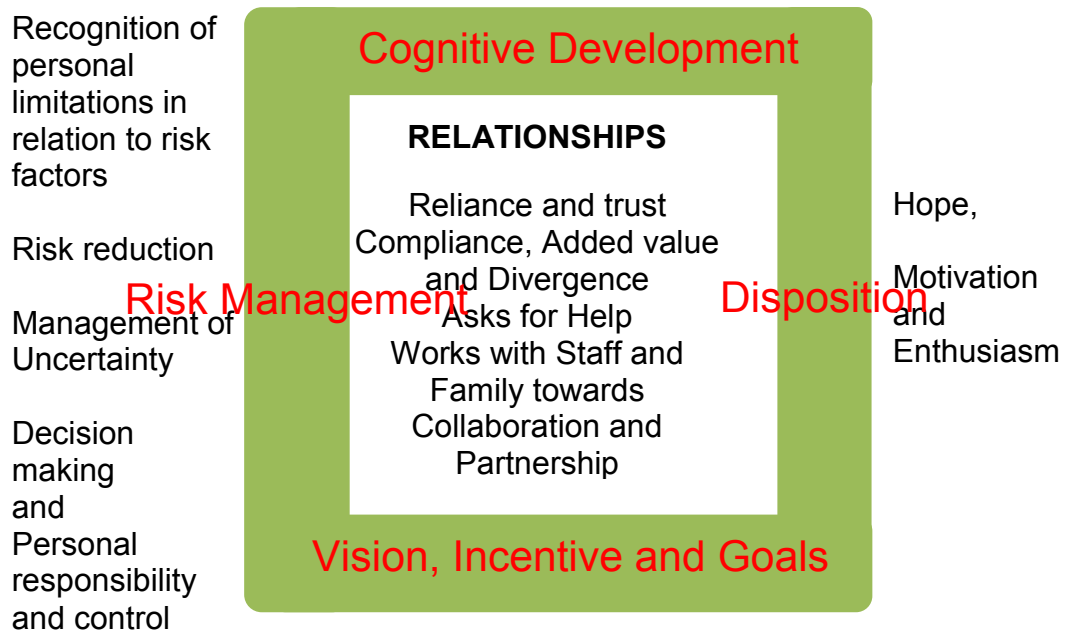 Recognition of
personal
limitations in
relation to risk
factors
Risk reduction
Management of
Uncertainty
Decision
making
and
Personal
responsibility
and control
Cognitive Development
Risk Management
RELATIONSHIPS
Reliance and trust
Compliance, Added value
and Divergence
Asks for Help
Works with Staff and
Family towards
Collaboration and
Partnership
Disposition
Vision, Incentive and Goals
Hope,
Motivation
and
Enthusiasm